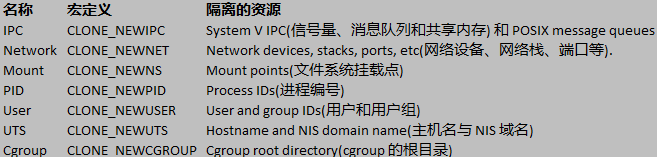 名称 宏定义 隔离的资源
IPC CLONE_NEWIPC System V IPC(信号量、消息队列和共享内存) 和 POSIX message queues
Network CLONE_NEWNET Network devices, stacks, ports, etc(网络设备、网络栈、端口等).
Mount CLONE_NEWNS Mount points(文件系统挂载点)
PID CLONE_NEWPID Process IDs(进程编号)
User CLONE_NEWUSER User and group IDs(用户和用户组)
UTS CLONE_NEWUTS Hostname and NIS domain name(主机名与 NIS 域名)
Cgroup CLONE_NEWCGROUP Cgroup root directory(cgroup 的根目录)